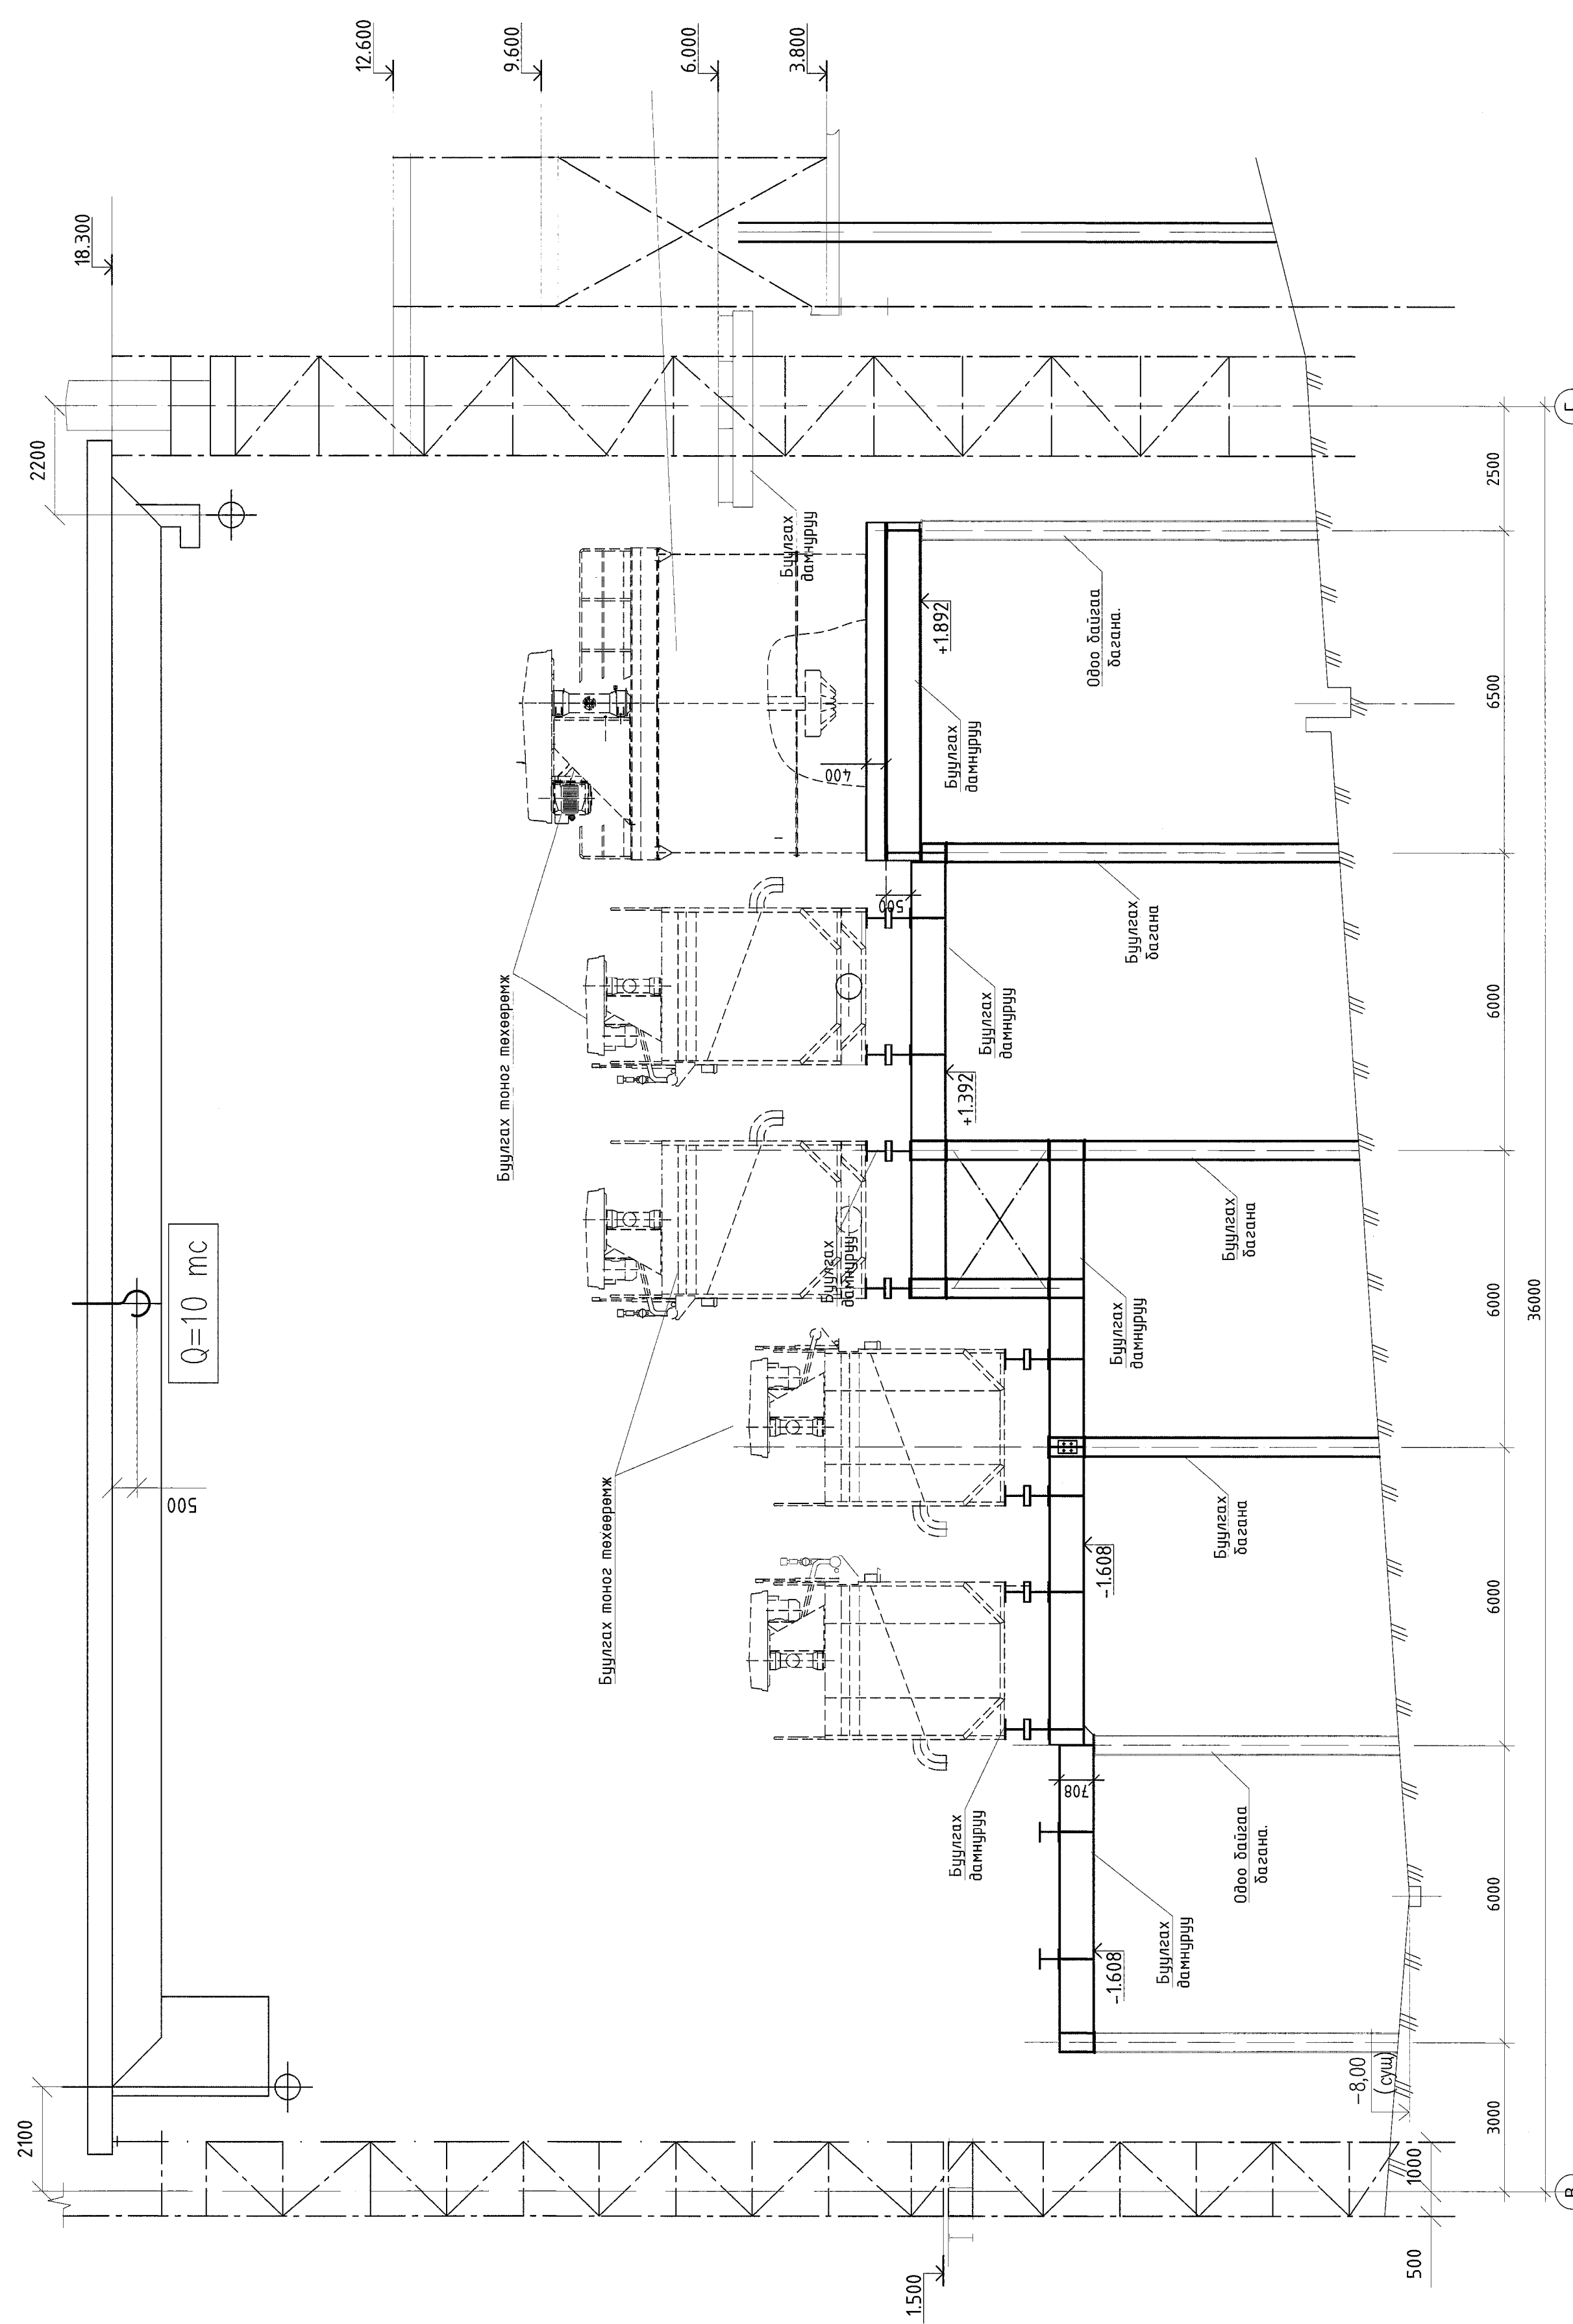 12.600
9.600
6.000
3.800
18.300
2200
2100
500
Q=10 тс
Буулгах тоног төхөөрөмж
Буулгах тоног төхөөрөмж
Буулгах
дамнуруу
+1.892
400
Буулгах
дамнуруу
Одоо байгаа
багана.
500
Буулгах
дамнуруу
+1.392
Буулгах
багана
Буулгах
дамнуруу
Буулгах
багана
Буулгах
дамнуруу
Буулгах
багана
-1.608
Буулгах
дамнуруу
708
Одоо байгаа
багана.
Буулгах
дамнуруу
-1.608
-8,00
(сущ)
1.500
500
1000
3000
6000
6000
6000
6000
6500
2500
36000